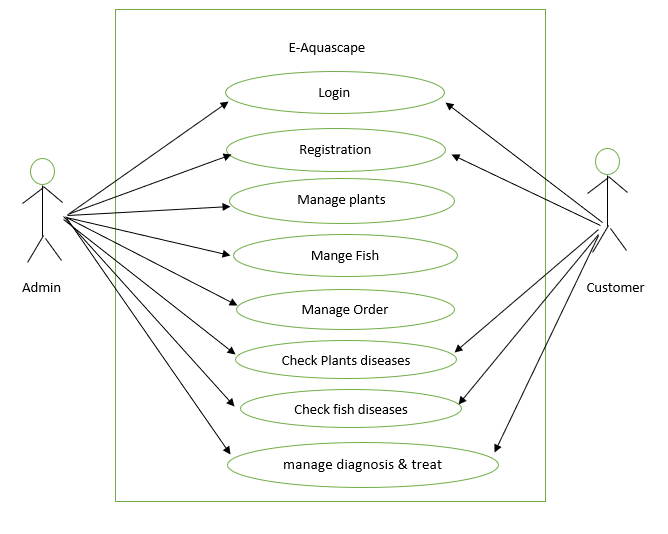 E-Aquascape
Login
Registration
Manage plants
Mange Fish
Admin
Customer
Manage Order
Check Plants diseases
Check fish diseases
manage diagnosis & treat